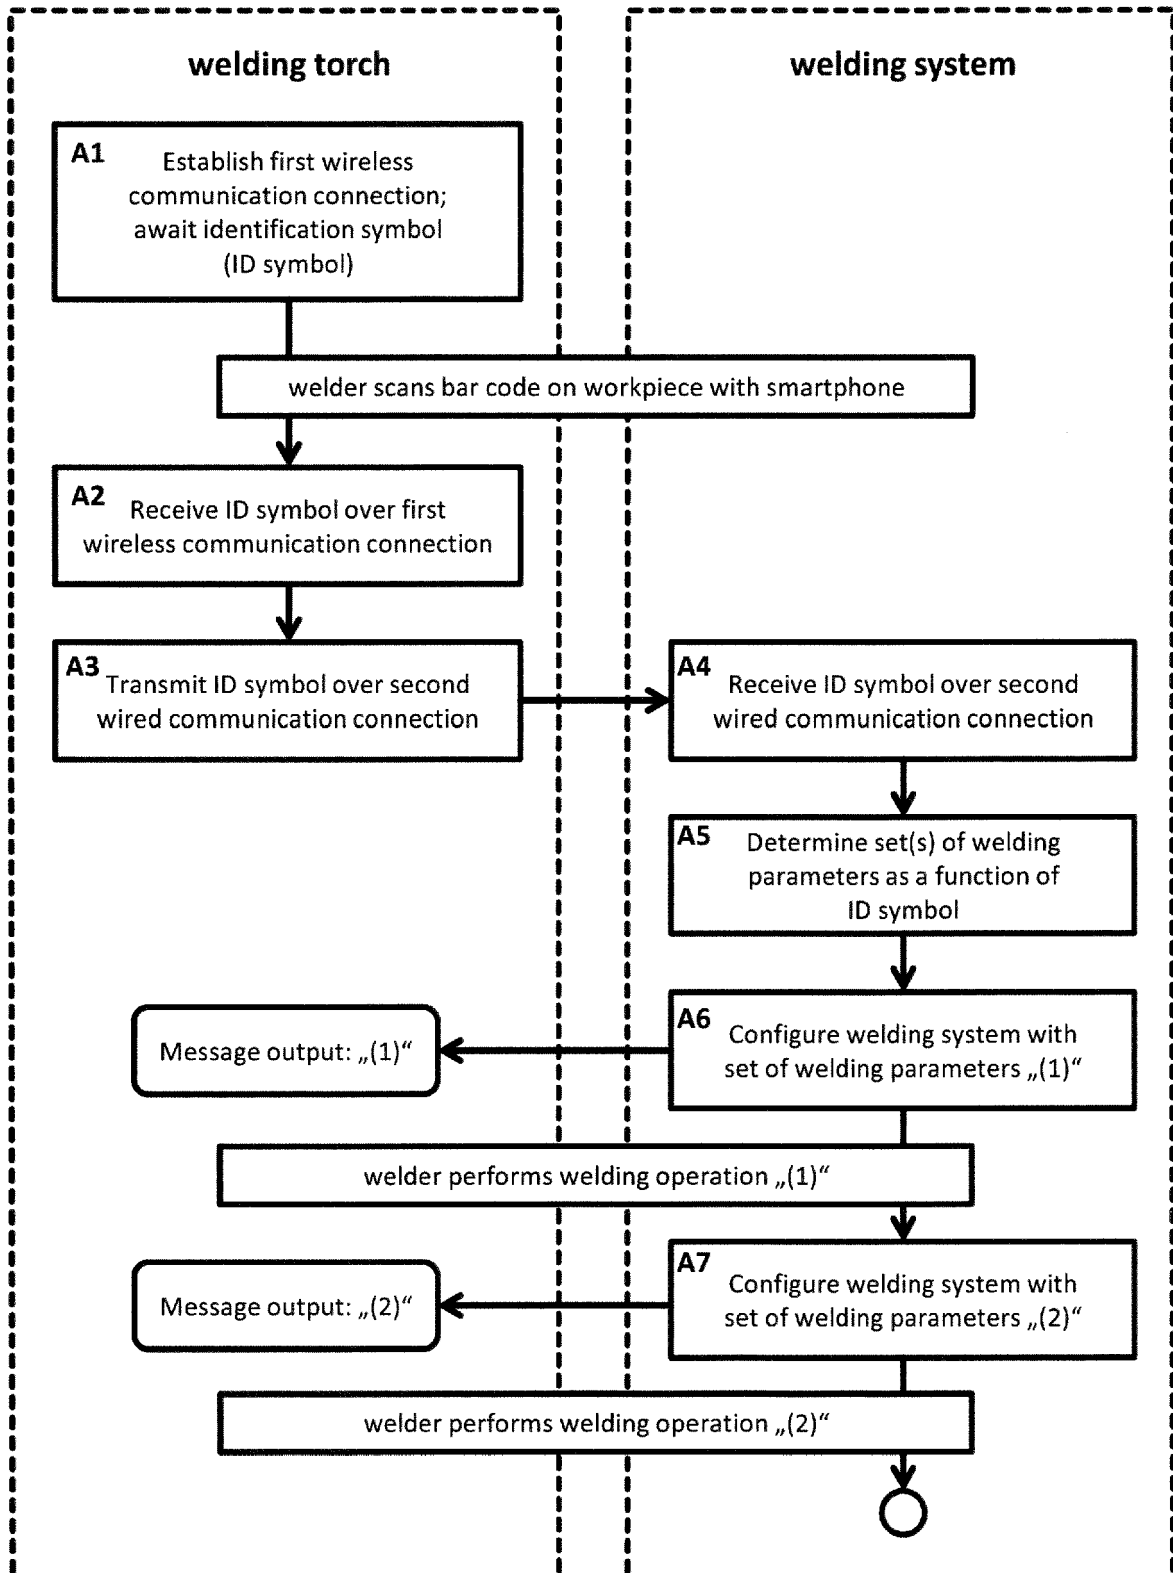 welding torch
welding system
A1
Establish first wireless
communication connection;
await identification symbol
(ID symbol)
welder scans bar code on workpiece with smartphone
A2
Receive ID symbol over first
wireless communication connection
A3
Transmit ID symbol over second
wired communication connection
A4
Receive ID symbol over second
wired communication connection
A5
Determine set(s) of welding
parameters as a function of
ID symbol
A6
Configure welding system with
set of welding parameters „(1)“
Message output: „(1)“
welder performs welding operation „(1)“
A7
Configure welding system with
set of welding parameters „(2)“
Message output: „(2)“
welder performs welding operation „(2)“